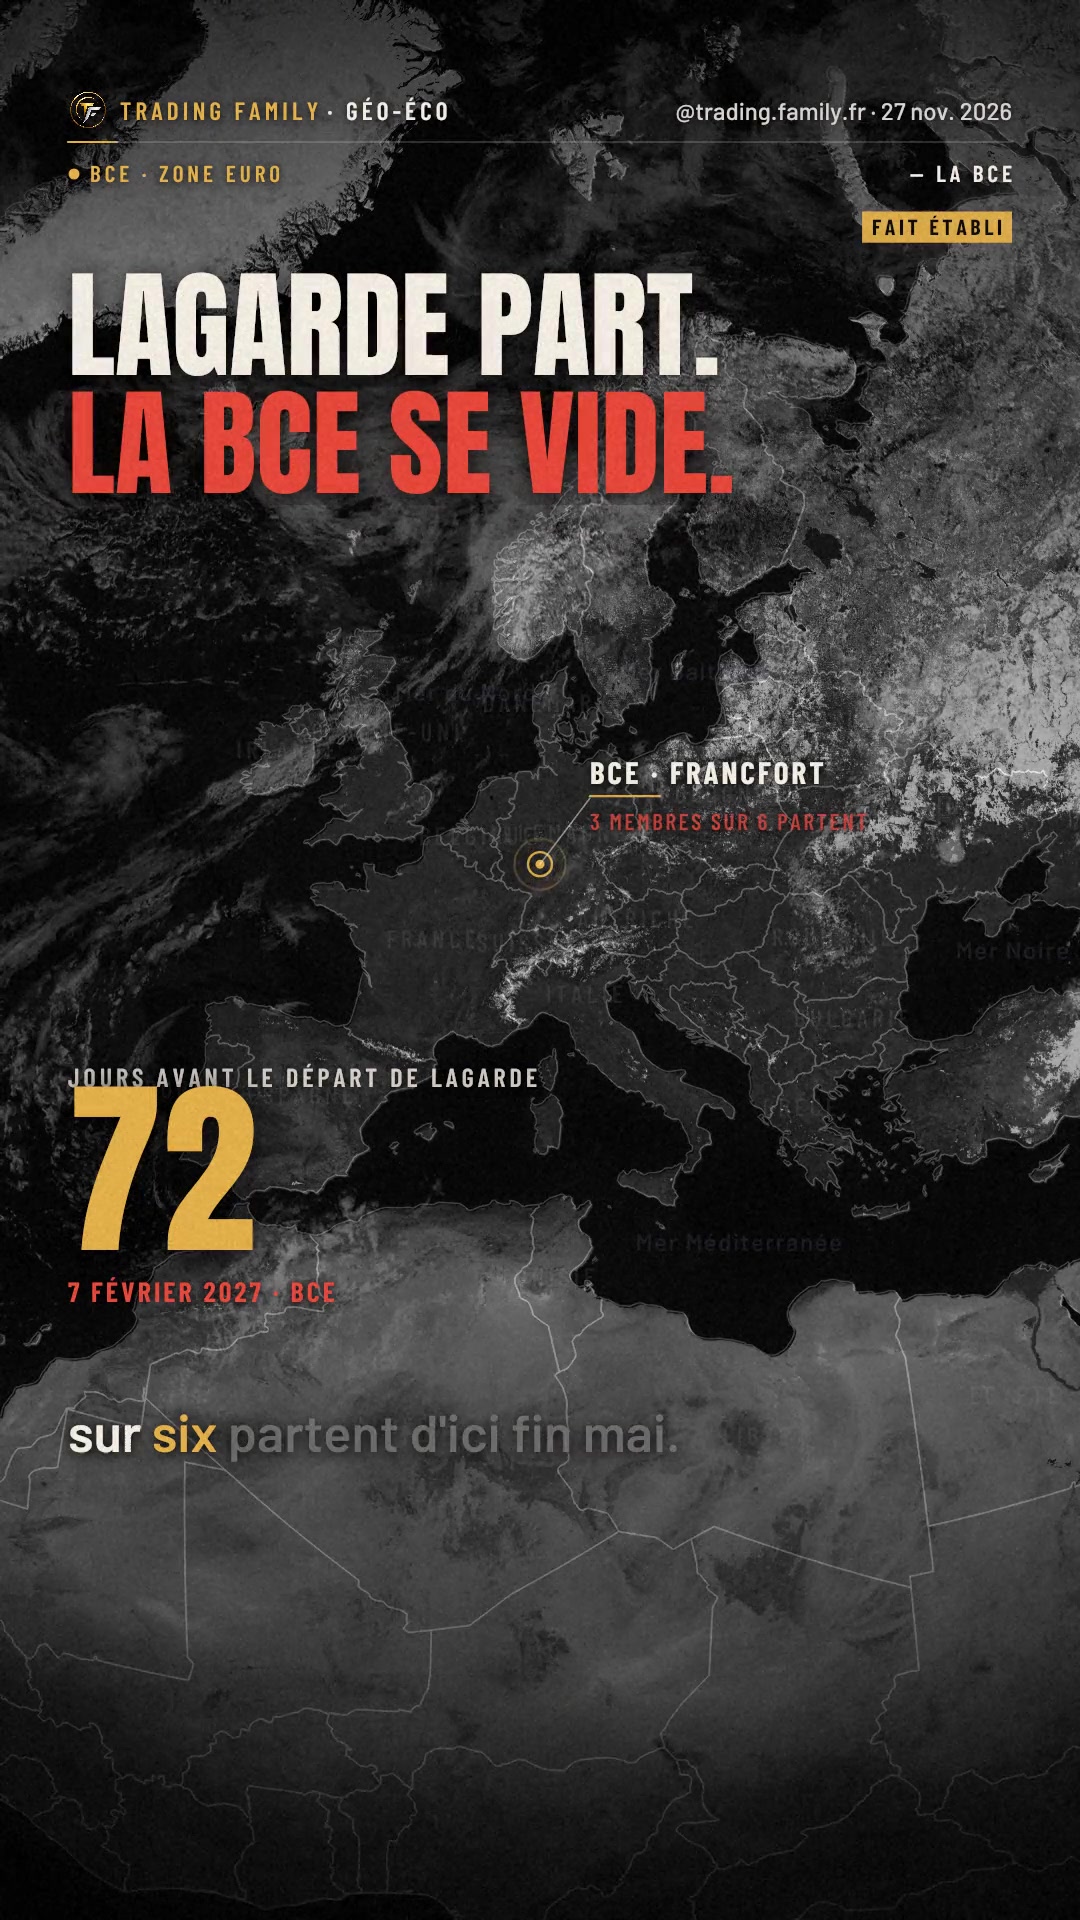 TF TRADING FAMILY · GÉO-ÉCO
@trading.family.fr · 27 nov. 2026
BCE · ZONE EURO
– LA BCE
FAIT ÉTABLI
LAGARDE PART.
LA BCE SE VIDE.
BCE · FRANCFORT
3 MEMBRES SUR 6 PARTENT
FRANCE
ITALIE
Mer Noire
JOURS AVANT LE DÉPART DE LAGARDE
72
Mer Méditerranée
7 FÉVRIER 2027 · BCE
sur six partent d'ici fin mai.